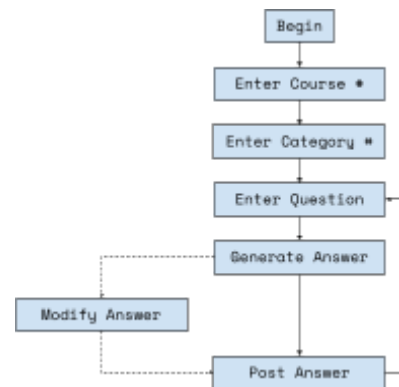 Begin
Enter Course #
Enter Category #
Enter Question
Generate Answer
Modify Answer
Post Answer